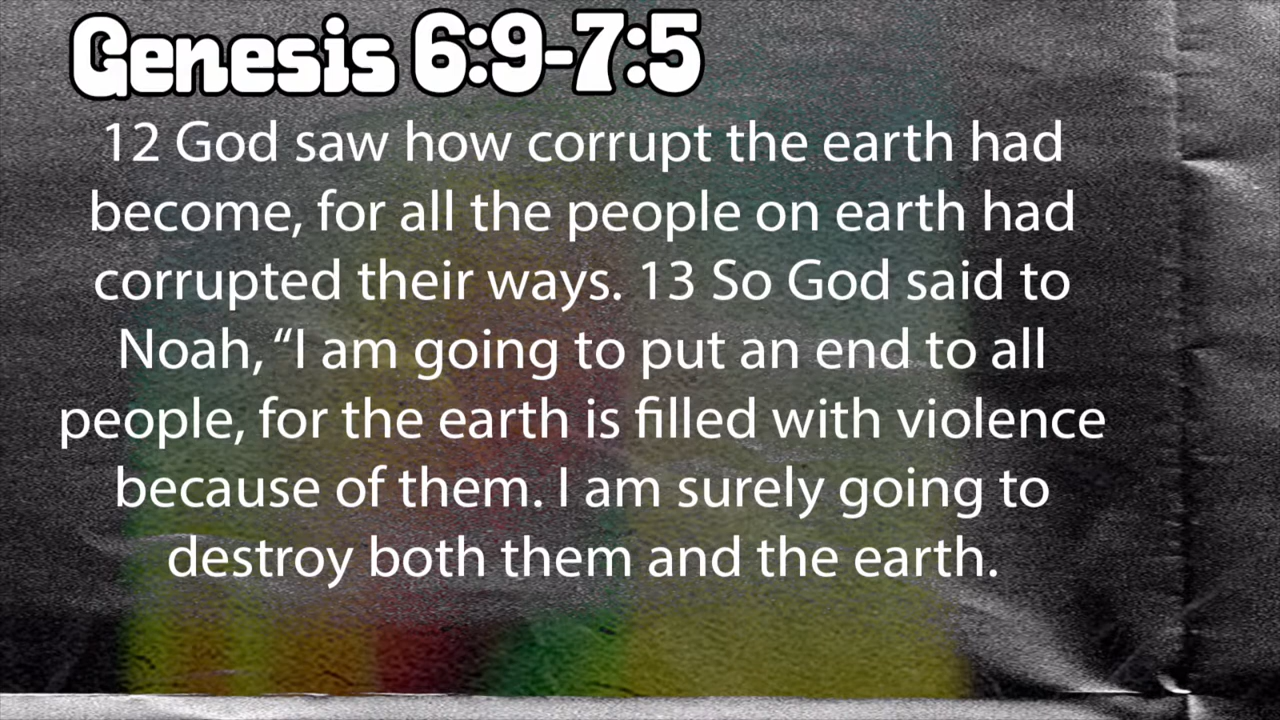 Genesis 6:9-7:5
12 God saw how corrupt the earth had
become, for all the people on earth had
corrupted their ways. 13 So God said to
Noah, “I am going to put an end to all
people, for the earth is filled with violence
because of them. I am surely going to
destroy both them and the earth.